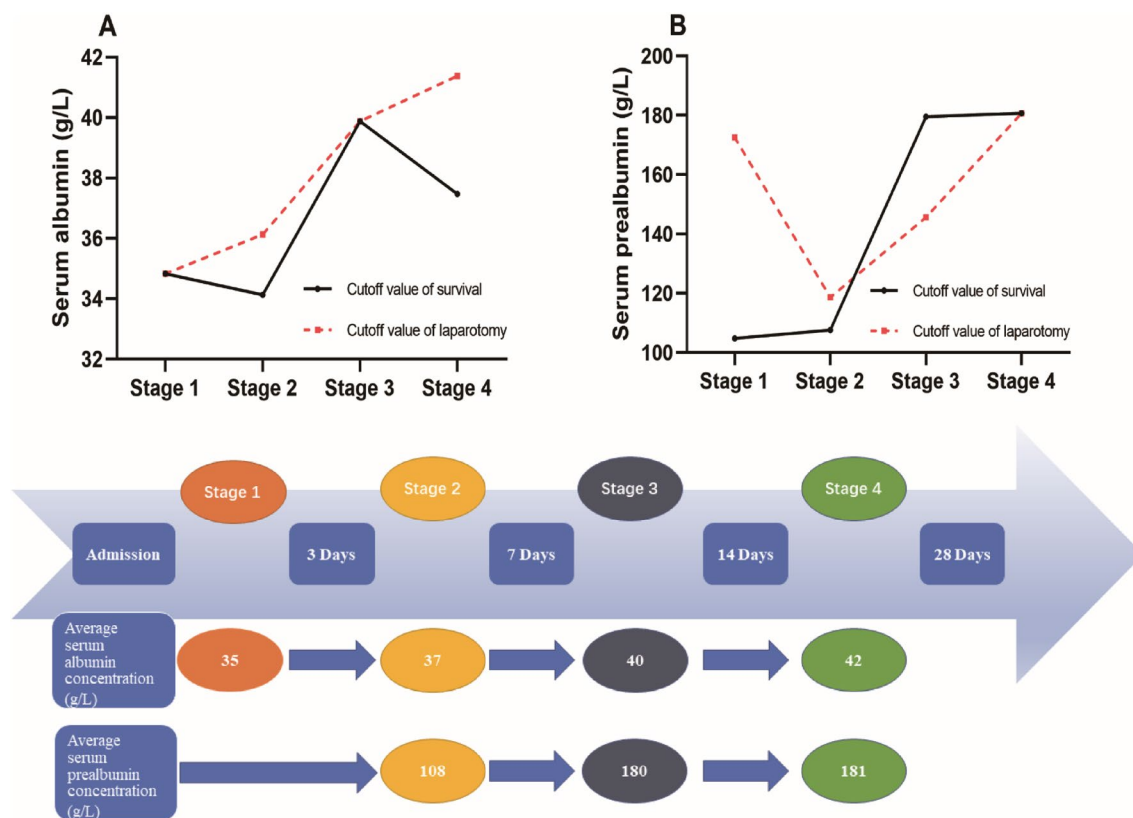 A
Serum albumin (g/L)
42
40
38
36
34
32
Cutoff value of survival
Cutoff value of laparotomy
Stage 1
Stage 2
Stage 3
Stage 4
B
Serum prealbumin (g/L)
200
180
160
140
120
100
Cutoff value of survival
Cutoff value of laparotomy
Stage 1
Stage 2
Stage 3
Stage 4
Stage 1
Stage 2
Stage 3
Stage 4
Admission
3 Days
7 Days
14 Days
28 Days
Average
serum
albumin
concentration
(g/L)
35
37
40
42
Average
serum
prealbumin
concentration
(g/L)
108
180
181